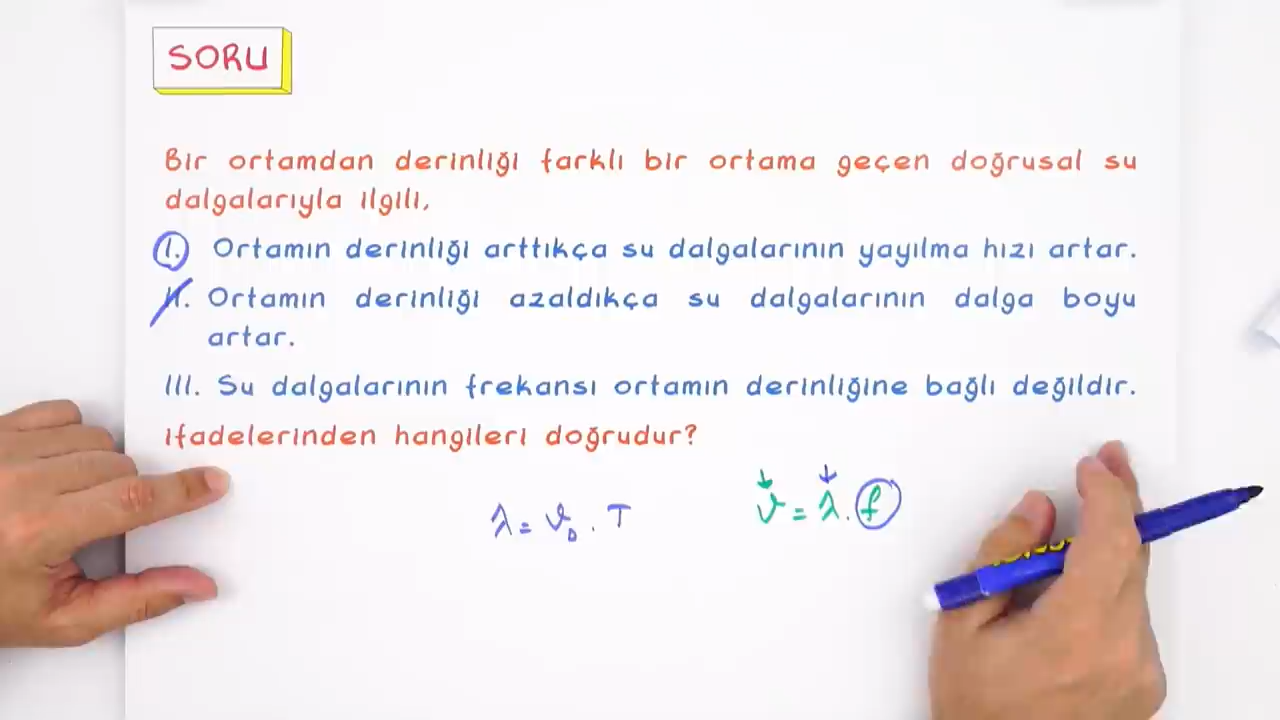 SORU
Bir ortamdan derinliği farklı bir ortama geçen doğrusal su
dalgalarıyla ilgili,
I. Ortamın derinliği arttıkça su dalgalarının yayılma hızı artar.
II. Ortamın derinliği azaldıkça su dalgalarının dalga boyu
artar.
III. Su dalgalarının frekansı ortamın derinliğine bağlı değildir.
ifadelerinden hangileri doğrudur?
λ = ϑ₀ . T
↓ ↓
ϑ = λ . f